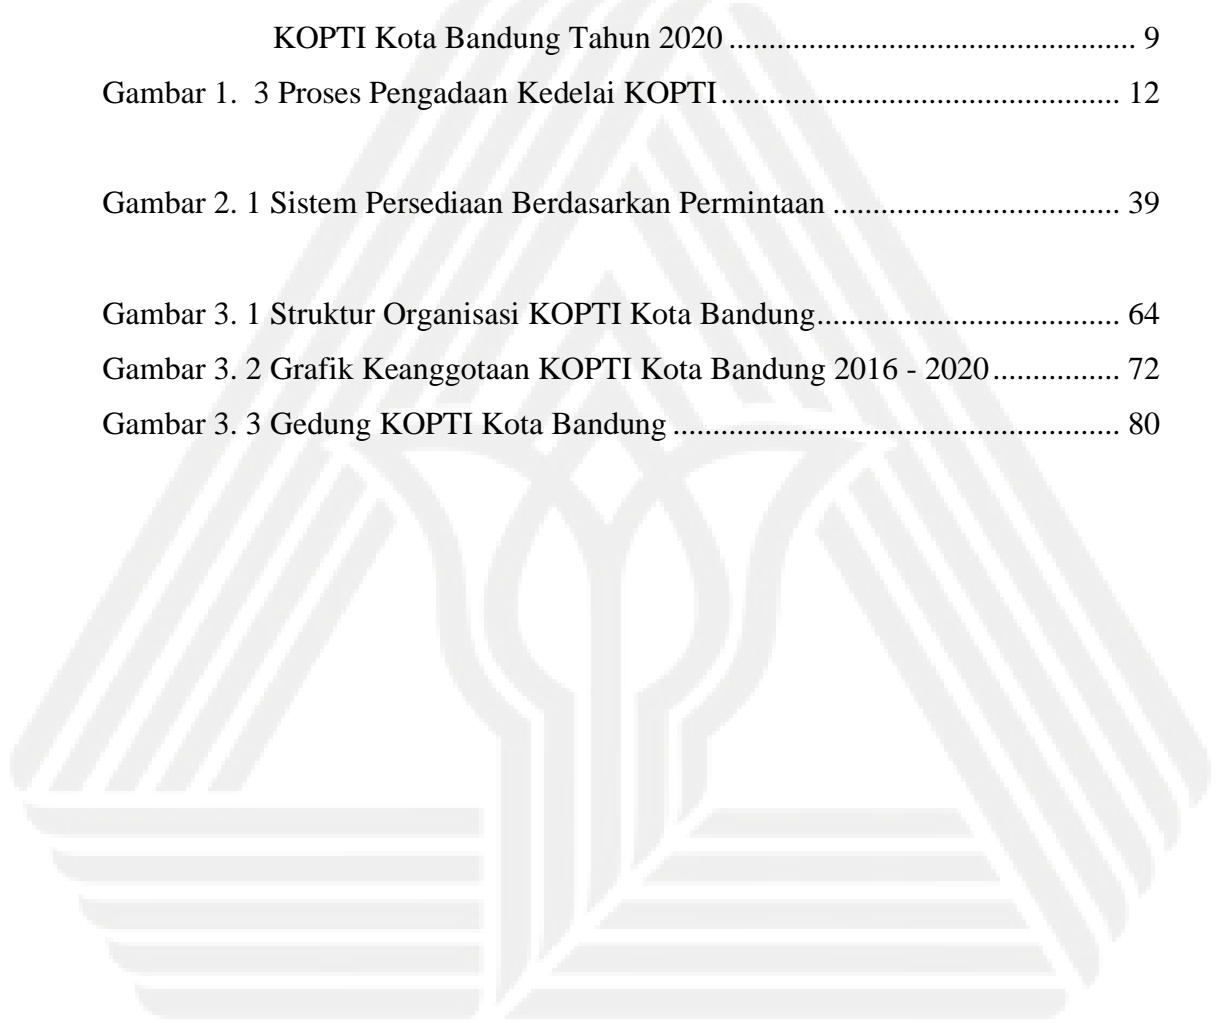 KOPTI Kota Bandung Tahun 2020 ................................................. 9
Gambar 1.  3 Proses Pengadaan Kedelai KOPTI ................................................ 12
Gambar 2. 1 Sistem Persediaan Berdasarkan Permintaan ................................... 39
Gambar 3. 1 Struktur Organisasi KOPTI Kota Bandung..................................... 64
Gambar 3. 2 Grafik Keanggotaan KOPTI Kota Bandung 2016 - 2020............... 72
Gambar 3. 3 Gedung KOPTI Kota Bandung ...................................................... 80